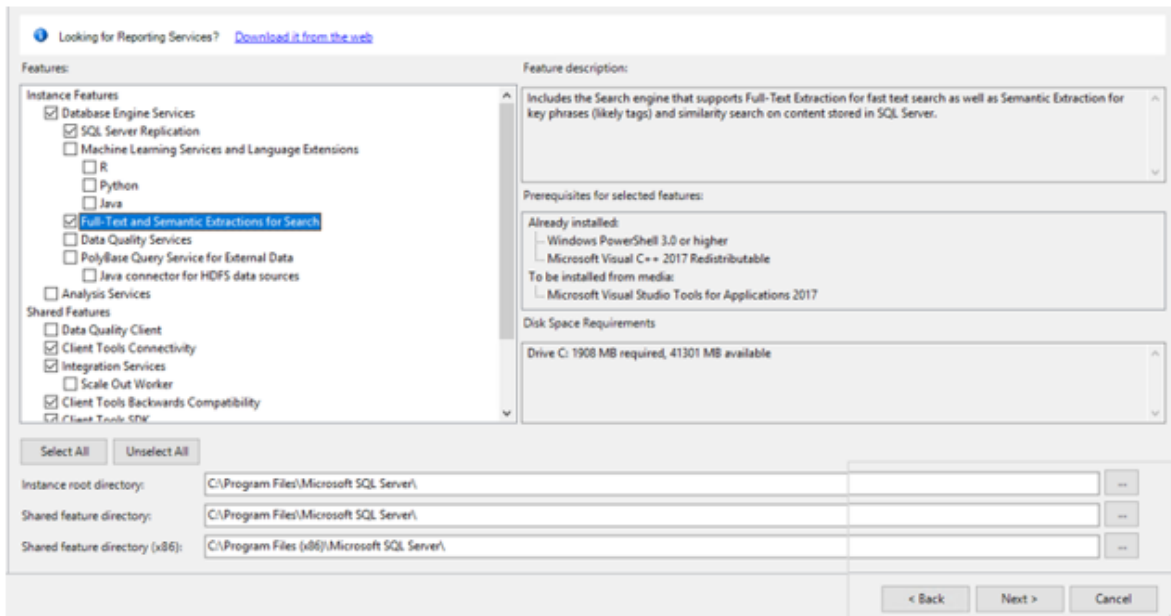 Looking for Reporting Services? Download it from the web
Features:
Instance Features
Database Engine Services
SQL Server Replication
Machine Learning Services and Language Extensions
R
Python
Java
Full-Text and Semantic Extractions for Search
Data Quality Services
PolyBase Query Service for External Data
Java connector for HDFS data sources
Analysis Services
Shared Features
Data Quality Client
Client Tools Connectivity
Integration Services
Scale Out Worker
Client Tools Backwards Compatibility
Client Tools SDK
Feature description:
Includes the Search engine that supports Full-Text Extraction for fast text search as well as Semantic Extraction for
key phrases (likely tags) and similarity search on content stored in SQL Server.
Prerequisites for selected features:
Already installed:
Windows PowerShell 3.0 or higher
Microsoft Visual C++ 2017 Redistributable
To be installed from media:
Microsoft Visual Studio Tools for Applications 2017
Disk Space Requirements
Drive C: 1908 MB required, 41301 MB available
Select All
Unselect All
Instance root directory: C:\Program Files\Microsoft SQL Server\
Shared feature directory: C:\Program Files\Microsoft SQL Server\
Shared feature directory (x86): C:\Program Files (x86)\Microsoft SQL Server\
< Back
Next >
Cancel